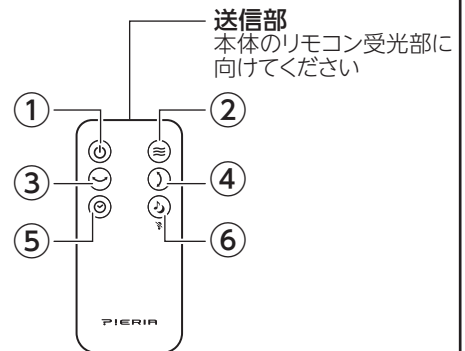 送信部
本体のリモコン受光部に
向けてください
① ②
③ ④
⑤ ⑥
PIERIA